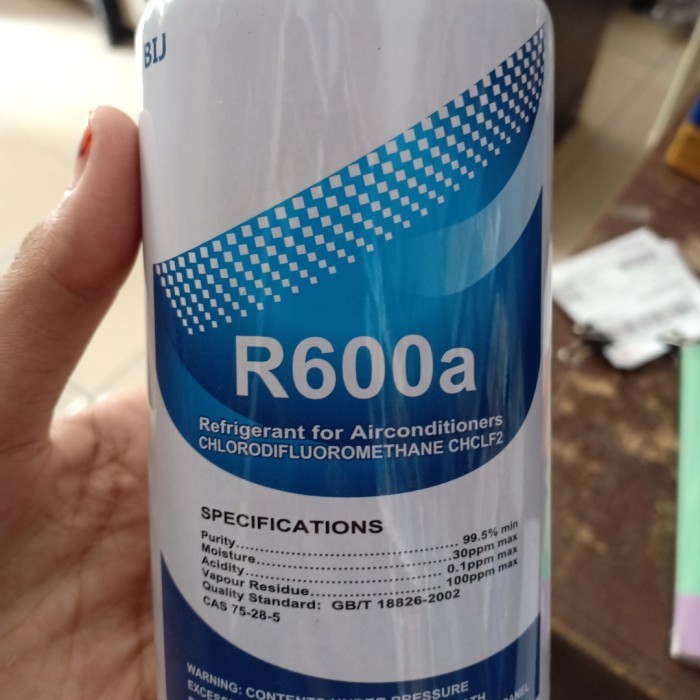 BIJ
R600a
Refrigerant for Airconditioners
CHLORODIFLUOROMETHANE CHCLF2
SPECIFICATIONS
Purity........................................ 99.5% min
Moisture.................................... 30ppm max
Acidity....................................... 0.1ppm max
Vapour Residue......................... 100ppm max
Quality Standard: GB/T 18826-2002
CAS 75-28-5
WARNING: CONTENTS UNDER PRESSURE
PANEL